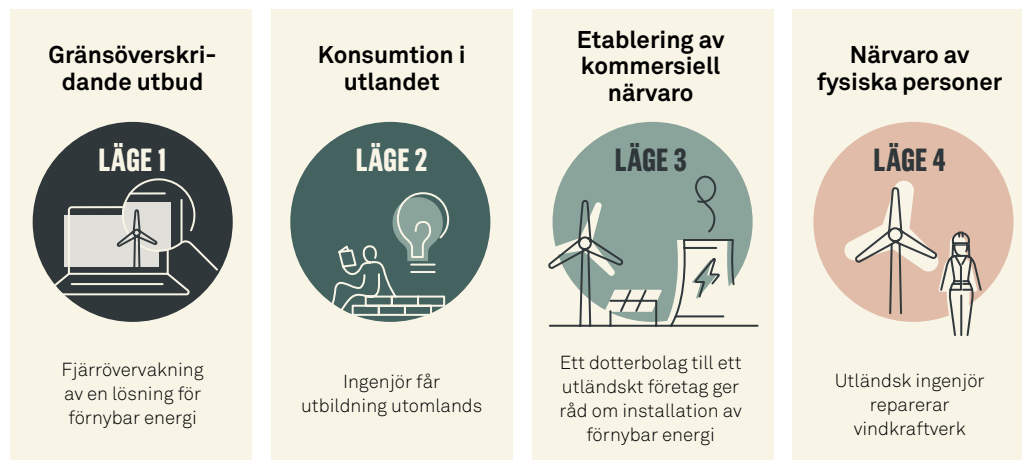 Gränsöverskri-
dande utbud
LÄGE 1
Fjärrövervakning
av en lösning för
förnybar energi
Konsumtion i
utlandet
LÄGE 2
Ingenjör får
utbildning utomlands
Etablering av
kommersiell
närvaro
LÄGE 3
Ett dotterbolag till ett
utländskt företag ger
råd om installation av
förnybar energi
Närvaro av
fysiska personer
LÄGE 4
Utländsk ingenjör
reparerar
vindkraftverk